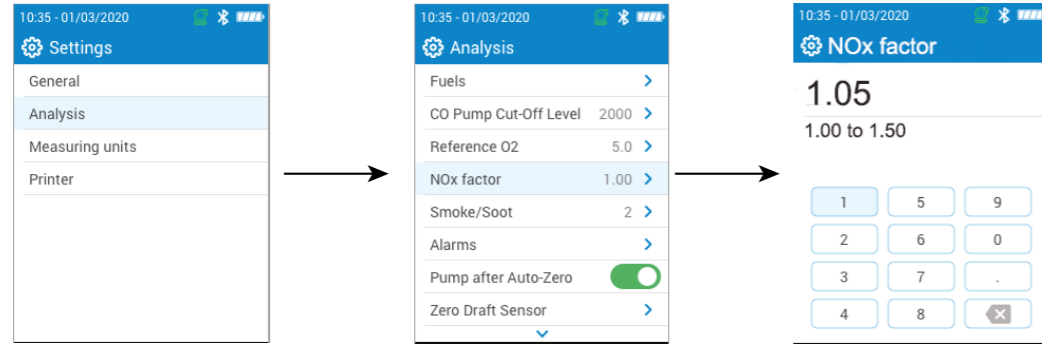 10:35 - 01/03/2020
Settings
General
Analysis
Measuring units
Printer
10:35 - 01/03/2020
Analysis
Fuels
CO Pump Cut-Off Level 2000
Reference O2 5.0
NOx factor 1.00
Smoke/Soot 2
Alarms
Pump after Auto-Zero
Zero Draft Sensor
10:35 - 01/03/2020
NOx factor
1.05
1.00 to 1.50
1 5 9
2 6 0
3 7 .
4 8